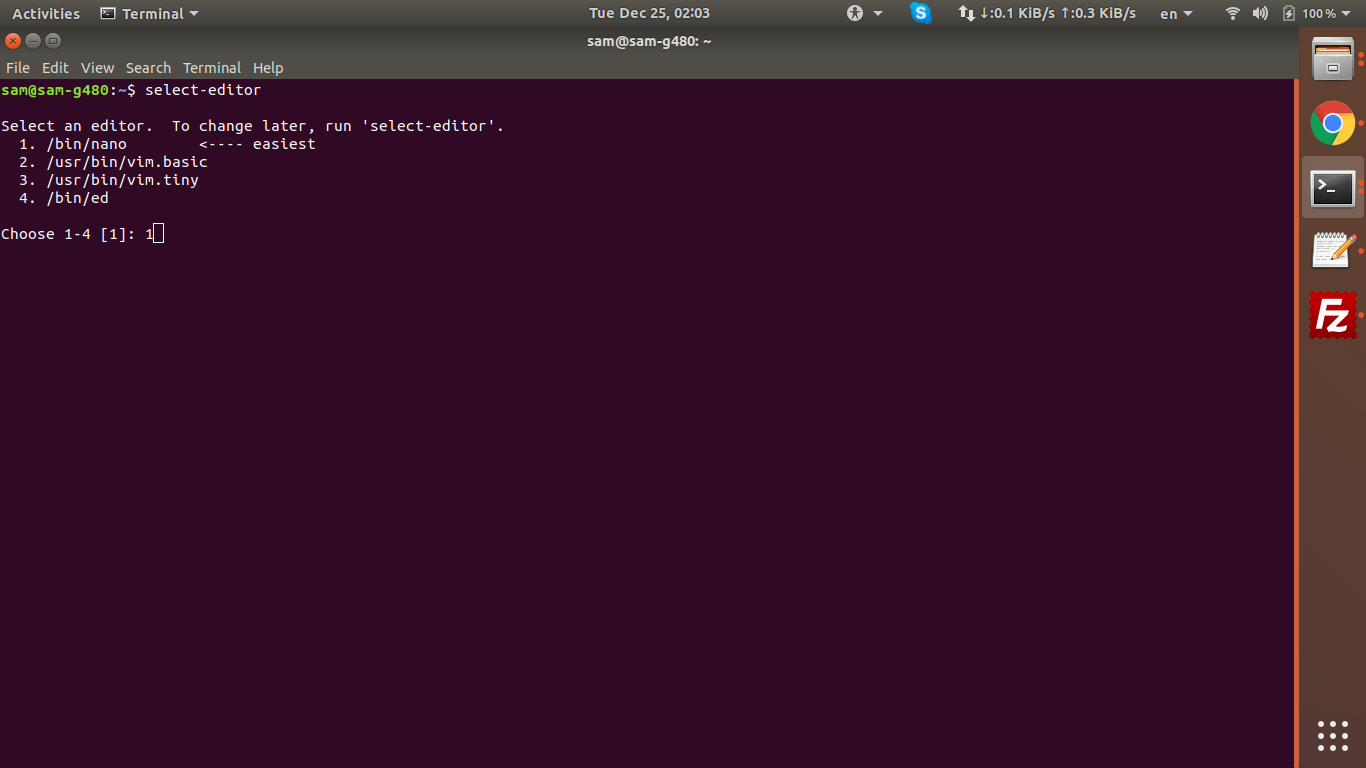 Activities Terminal Tue Dec 25, 02:03 ↓:0.1 KiB/s ↑:0.3 KiB/s en 100 %
sam@sam-g480: ~
File Edit View Search Terminal Help
sam@sam-g480:~$ select-editor
Select an editor.  To change later, run 'select-editor'.
  1. /bin/nano        <---- easiest
  2. /usr/bin/vim.basic
  3. /usr/bin/vim.tiny
  4. /bin/ed
Choose 1-4 [1]: 1